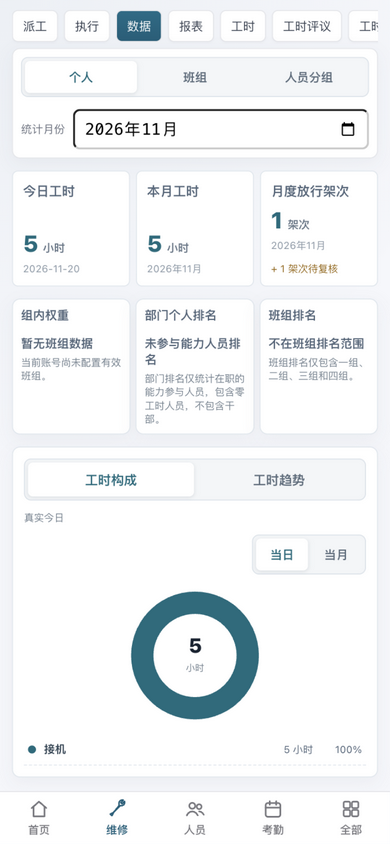 派工 执行 数据 报表 工时 工时评议
个人 班组 人员分组
统计月份 2026年11月
今日工时
5 小时
2026-11-20
本月工时
5 小时
2026年11月
月度放行架次
1 架次
2026年11月
+ 1 架次待复核
组内权重
暂无班组数据
当前账号尚未配置有效
班组。
部门个人排名
未参与能力人员排
名
部门排名仅统计在职的
能力参与人员，包含零
工时人员，不包含干
部。
班组排名
不在班组排名范围
班组排名仅包含一组、
二组、三组和四组。
工时构成 工时趋势
真实今日
当日 当月
5
小时
接机 5 小时 100%
首页 维修 人员 考勤 全部